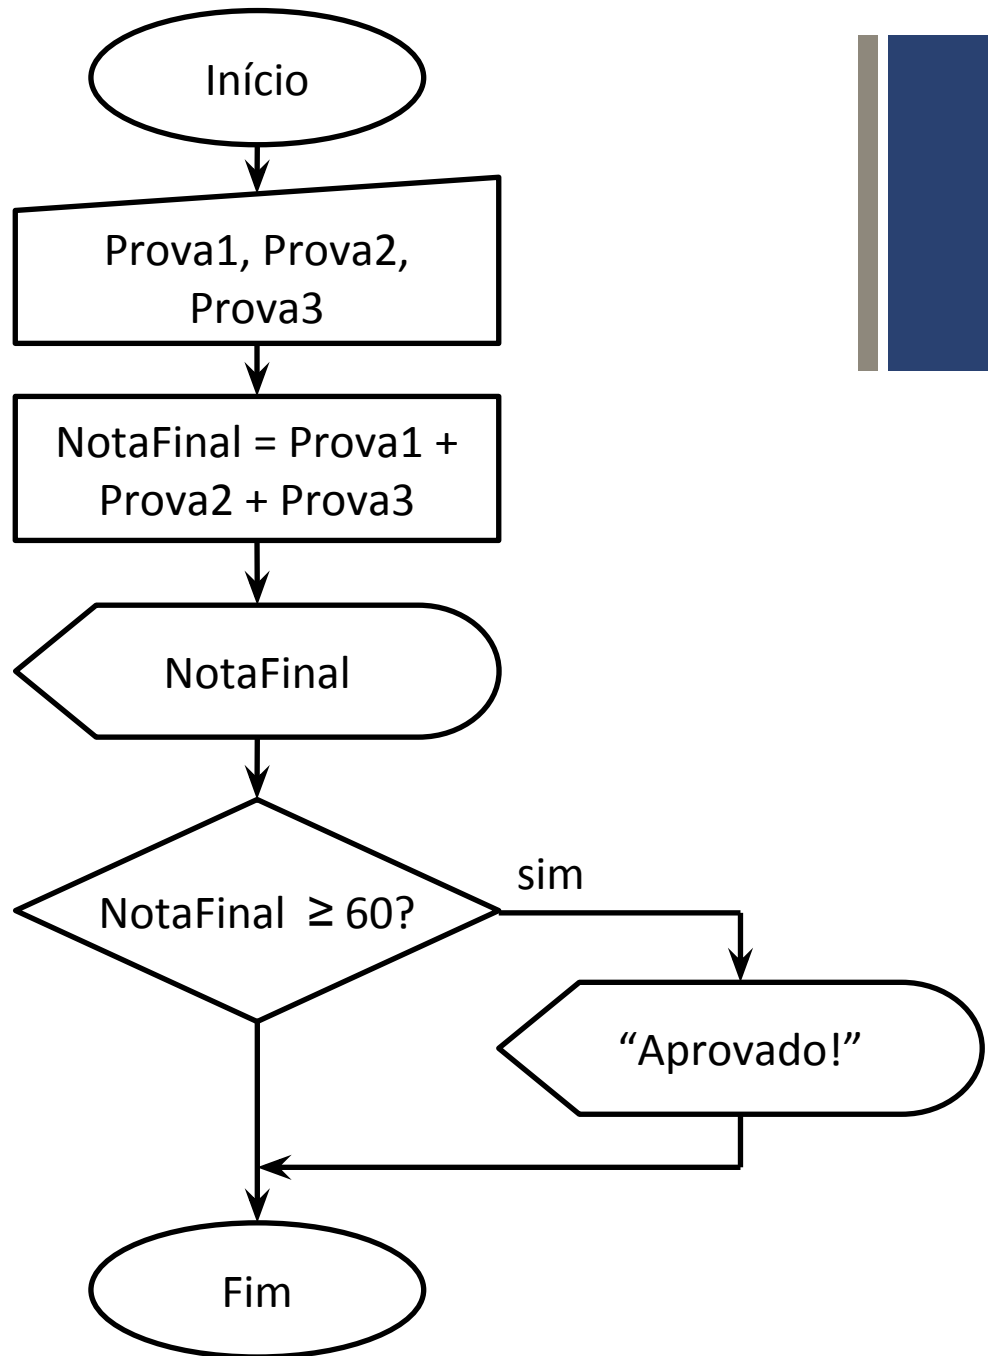 Início
Prova1, Prova2,
Prova3
NotaFinal = Prova1 +
Prova2 + Prova3
NotaFinal
NotaFinal ≥ 60?
sim
“Aprovado!”
Fim